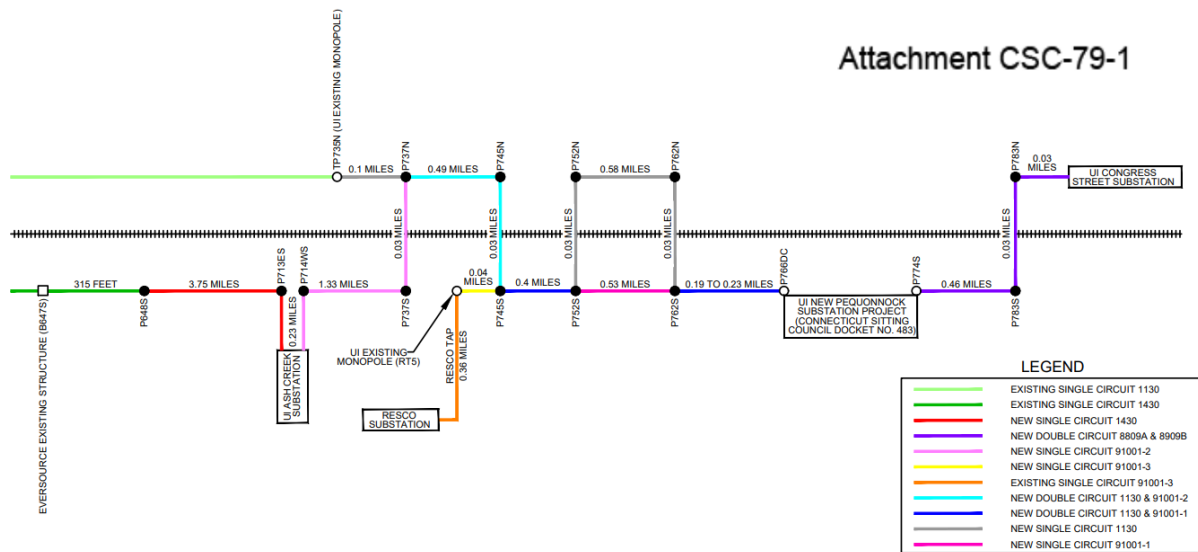 Attachment CSC-79-1
TP735N (UI EXISTING MONOPOLE)
0.1 MILES
P737N
0.49 MILES
P745N
P752N
0.58 MILES
P762N
P783N
0.03
MILES
UI CONGRESS
STREET SUBSTATION
0.03 MILES
0.03 MILES
0.03 MILES
0.03 MILES
0.03 MILES
EVERSOURCE EXISTING STRUCTURE (B647S)
315 FEET
P648S
3.75 MILES
P713ES
P714WS
0.23 MILES
UI ASH CREEK
SUBSTATION
1.33 MILES
P737S
0.04
MILES
UI EXISTING
MONOPOLE (RT5)
RESCO TAP
0.36 MILES
RESCO
SUBSTATION
P745S
0.4 MILES
P752S
0.53 MILES
P762S
0.19 TO 0.23 MILES
P766DC
UI NEW PEQUONNOCK
SUBSTATION PROJECT
(CONNECTICUT SITTING
COUNCIL DOCKET NO. 483)
P774S
0.46 MILES
P783S
LEGEND
EXISTING SINGLE CIRCUIT 1130
EXISTING SINGLE CIRCUIT 1430
NEW SINGLE CIRCUIT 1430
NEW DOUBLE CIRCUIT 8809A & 8909B
NEW SINGLE CIRCUIT 91001-2
NEW SINGLE CIRCUIT 91001-3
EXISTING SINGLE CIRCUIT 91001-3
NEW DOUBLE CIRCUIT 1130 & 91001-2
NEW DOUBLE CIRCUIT 1130 & 91001-1
NEW SINGLE CIRCUIT 1130
NEW SINGLE CIRCUIT 91001-1